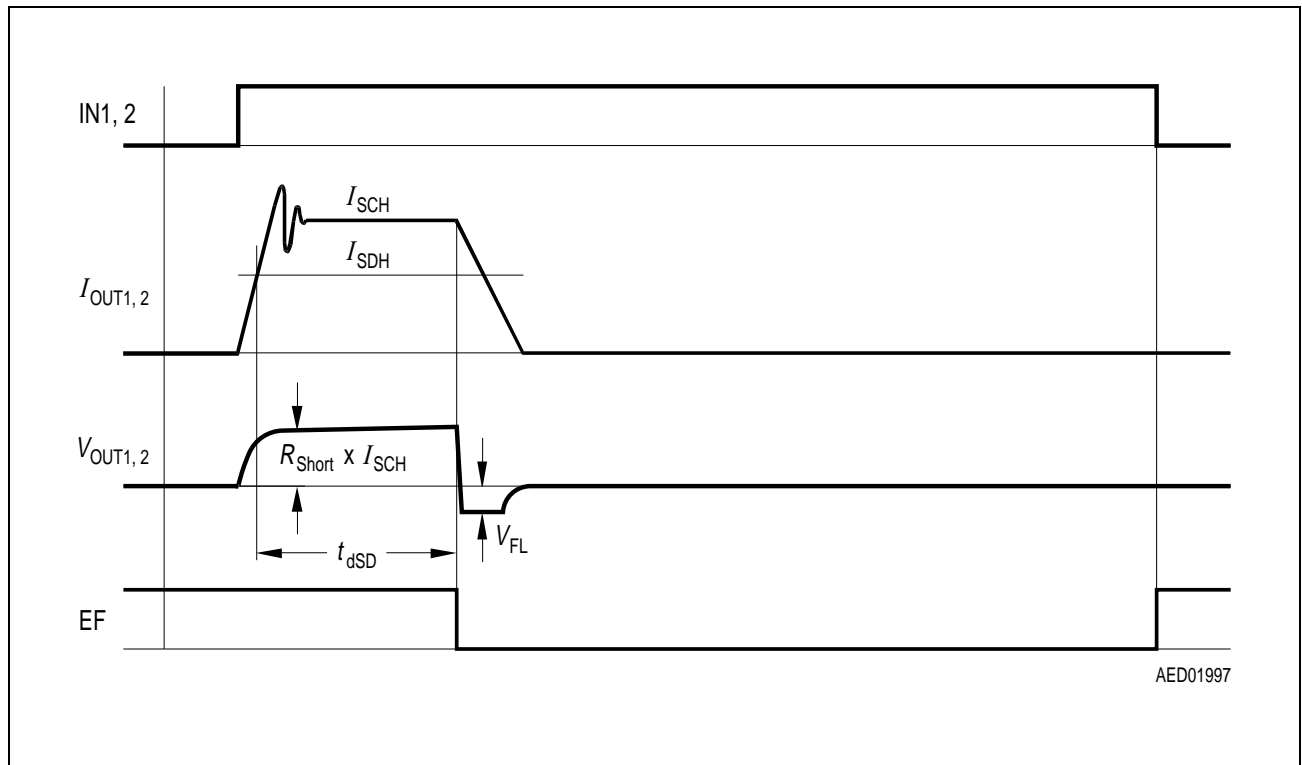 IN1, 2
I_SCH
I_SDH
I_OUT1, 2
V_OUT1, 2
R_Short x I_SCH
V_FL
t_dSD
EF
AED01997